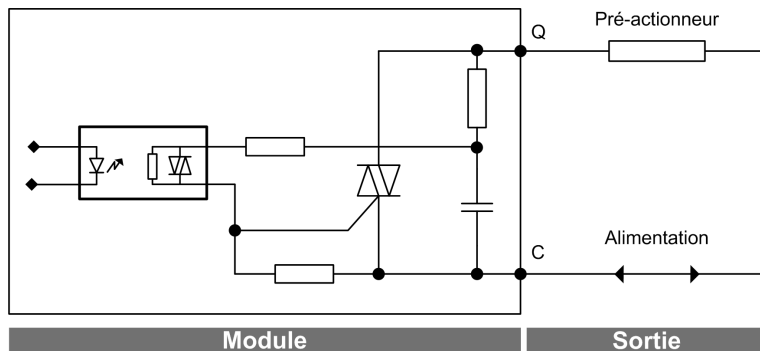 Pré-actionneur
Q
C
Alimentation
Module
Sortie